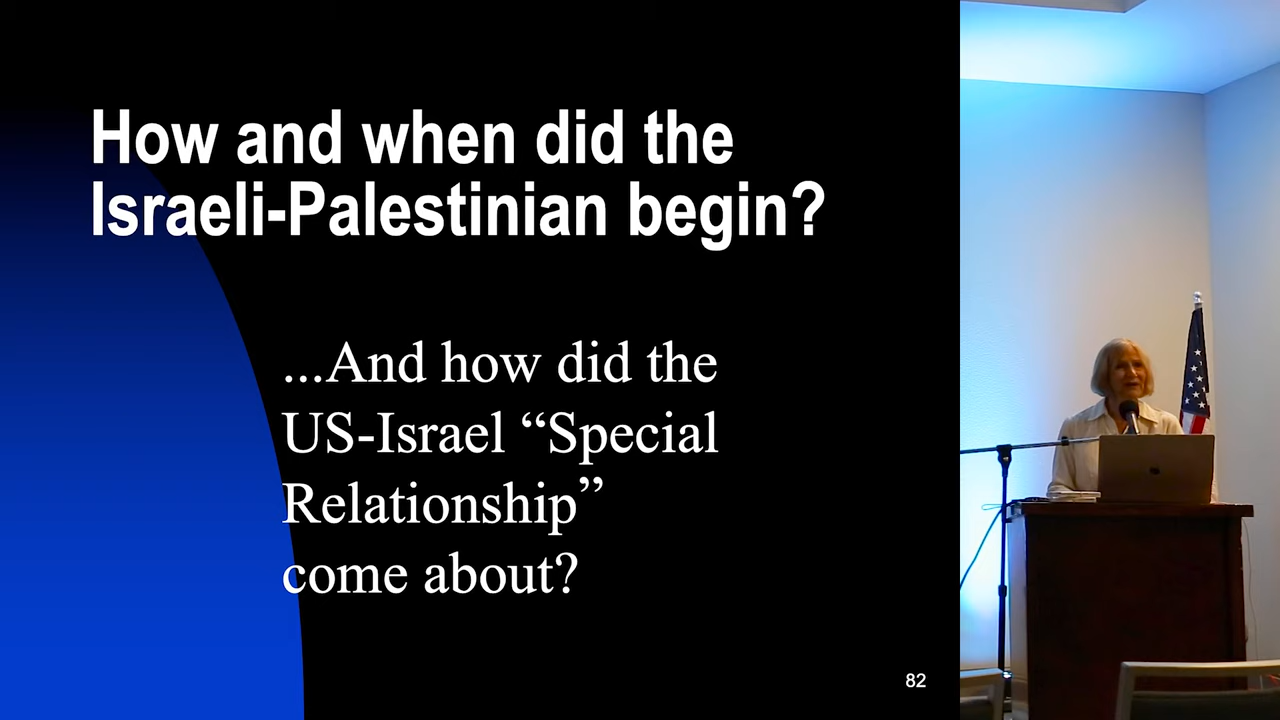 How and when did the
Israeli-Palestinian begin?
...And how did the
US-Israel “Special
Relationship”
come about?
82